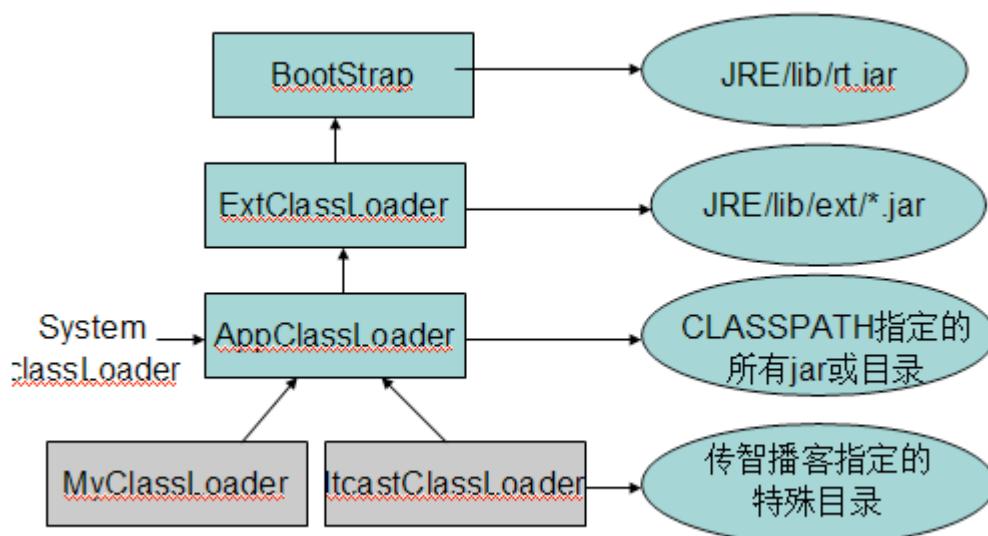 BootStrap
JRE/lib/rt.jar
ExtClassLoader
JRE/lib/ext/*.jar
System
classLoader
AppClassLoader
CLASSPATH指定的
所有jar或目录
MyClassLoader
ItcastClassLoader
传智播客指定的
特殊目录